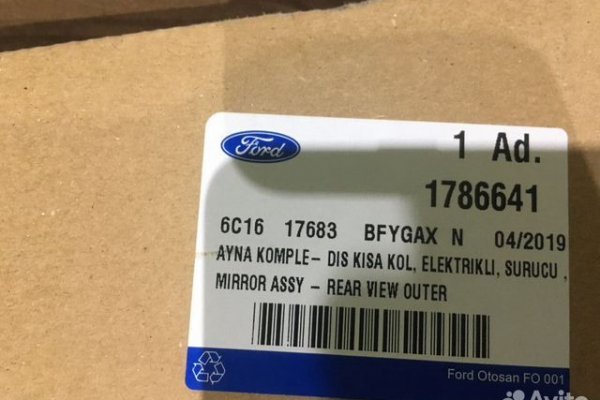 Ford
1 Ad.
1786641
6C16 17683 BFYGAX N 04/2019
AYNA KOMPLE- DIS KISA KOL, ELEKTRIKLI, SURUCU ,
MIRROR ASSY - REAR VIEW OUTER
Ford Otosan FO 001
Avito